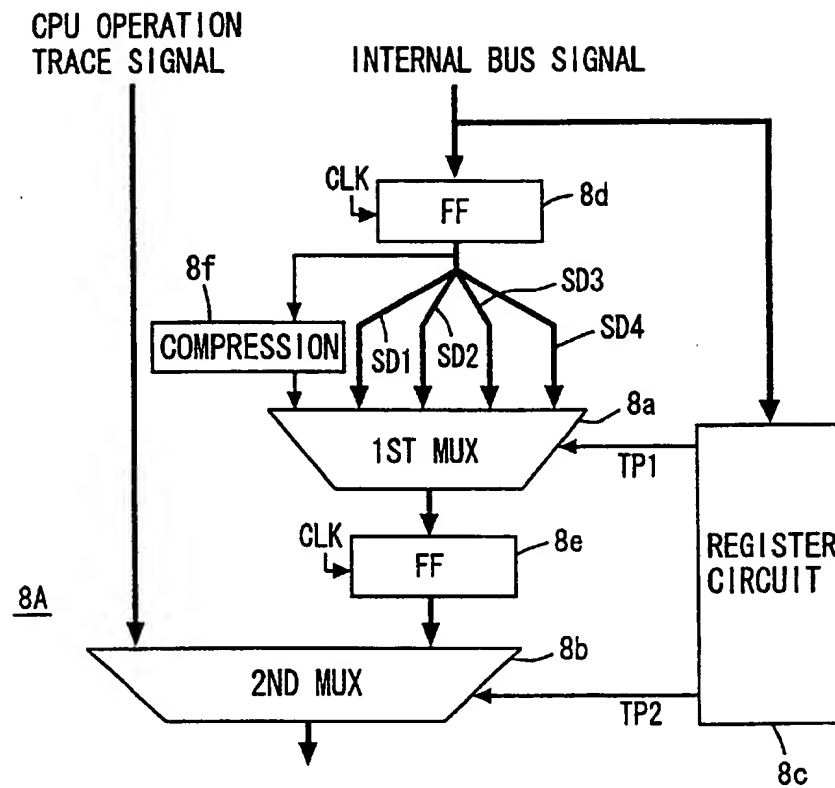 CPU OPERATION
TRACE SIGNAL
INTERNAL BUS SIGNAL
CLK
FF
8d
8f
COMPRESSION
SD1
SD2
SD3
SD4
8a
1ST MUX
TP1
CLK
FF
8e
REGISTER
CIRCUIT
8A
8b
2ND MUX
TP2
8c